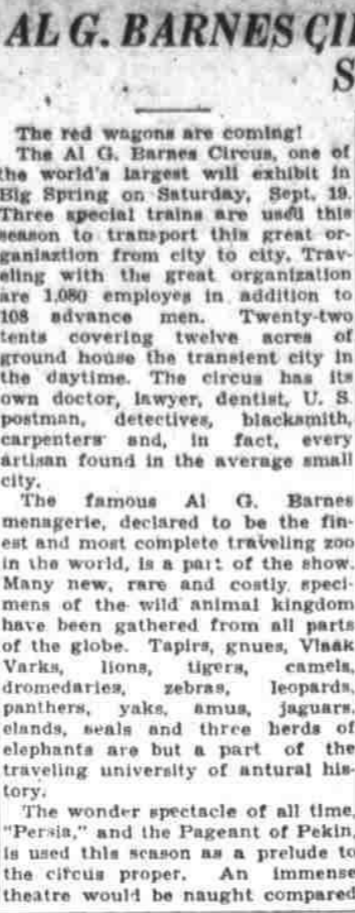 AL G. BARNES CI
S
The red wagons are coming!
The Al G. Barnes Circus, one of
the world's largest will exhibit in
Big Spring on Saturday, Sept. 19.
Three special trains are used this
season to transport this great or-
ganiaztion from city to city. Trav-
eling with the great organization
are 1,080 employes in addition to
108 advance men. Twenty-two
tents covering twelve acres of
ground house the transient city in
the daytime. The circus has its
own doctor, lawyer, dentist, U. S.
postman, detectives, blacksmith,
carpenters and, in fact, every
artisan found in the average small
city.
The famous Al G. Barnes
menagerie, declared to be the fin-
est and most complete traveling zoo
in the world, is a part of the show.
Many new, rare and costly speci-
mens of the wild animal kingdom
have been gathered from all parts
of the globe. Tapirs, gnues, Vlaak
Varks, lions, tigers, camels,
dromedaries, zebras, leopards,
panthers, yaks, amus, jaguars,
elands, seals and three herds of
elephants are but a part of the
traveling university of antural his-
tory.
The wonder spectacle of all time,
"Persia," and the Pageant of Pekin,
is used this season as a prelude to
the circus proper. An immense
theatre would be naught compared